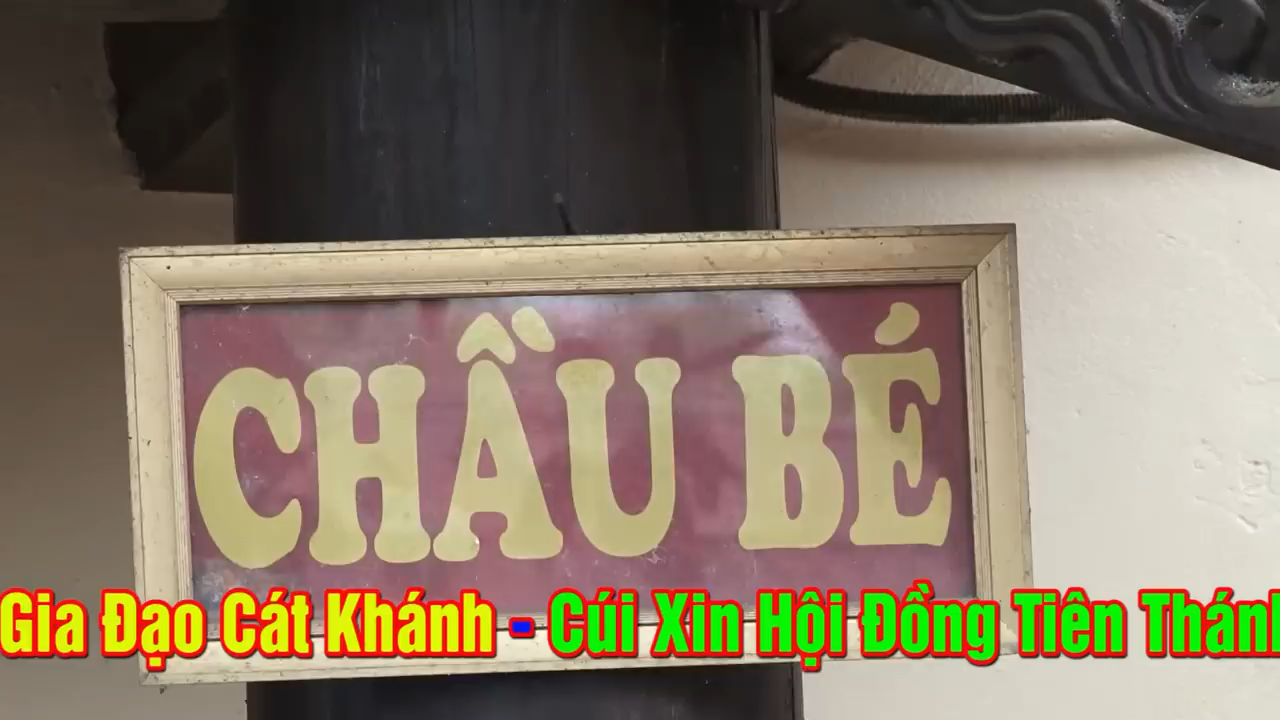 CHẦU BÉ
Gia Đạo Cát Khánh - Cúi Xin Hội Đồng Tiên Thánh